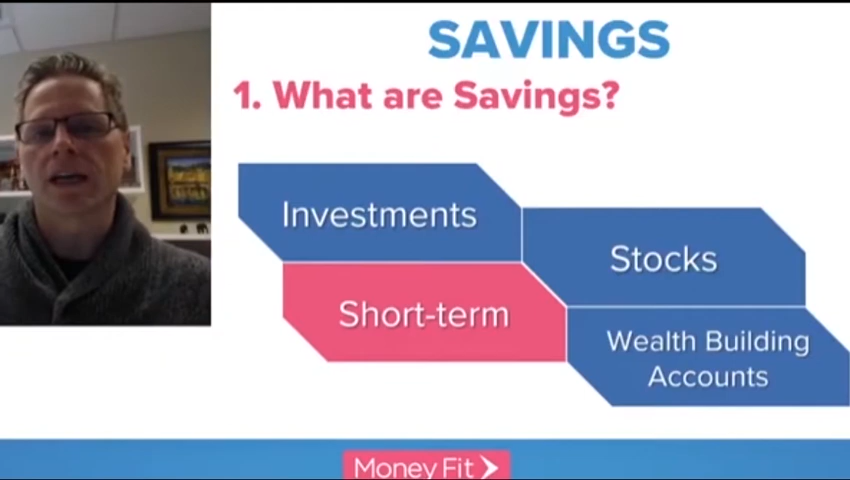 SAVINGS
1. What are Savings?
Investments
Stocks
Short-term
Wealth Building
Accounts
Money Fit